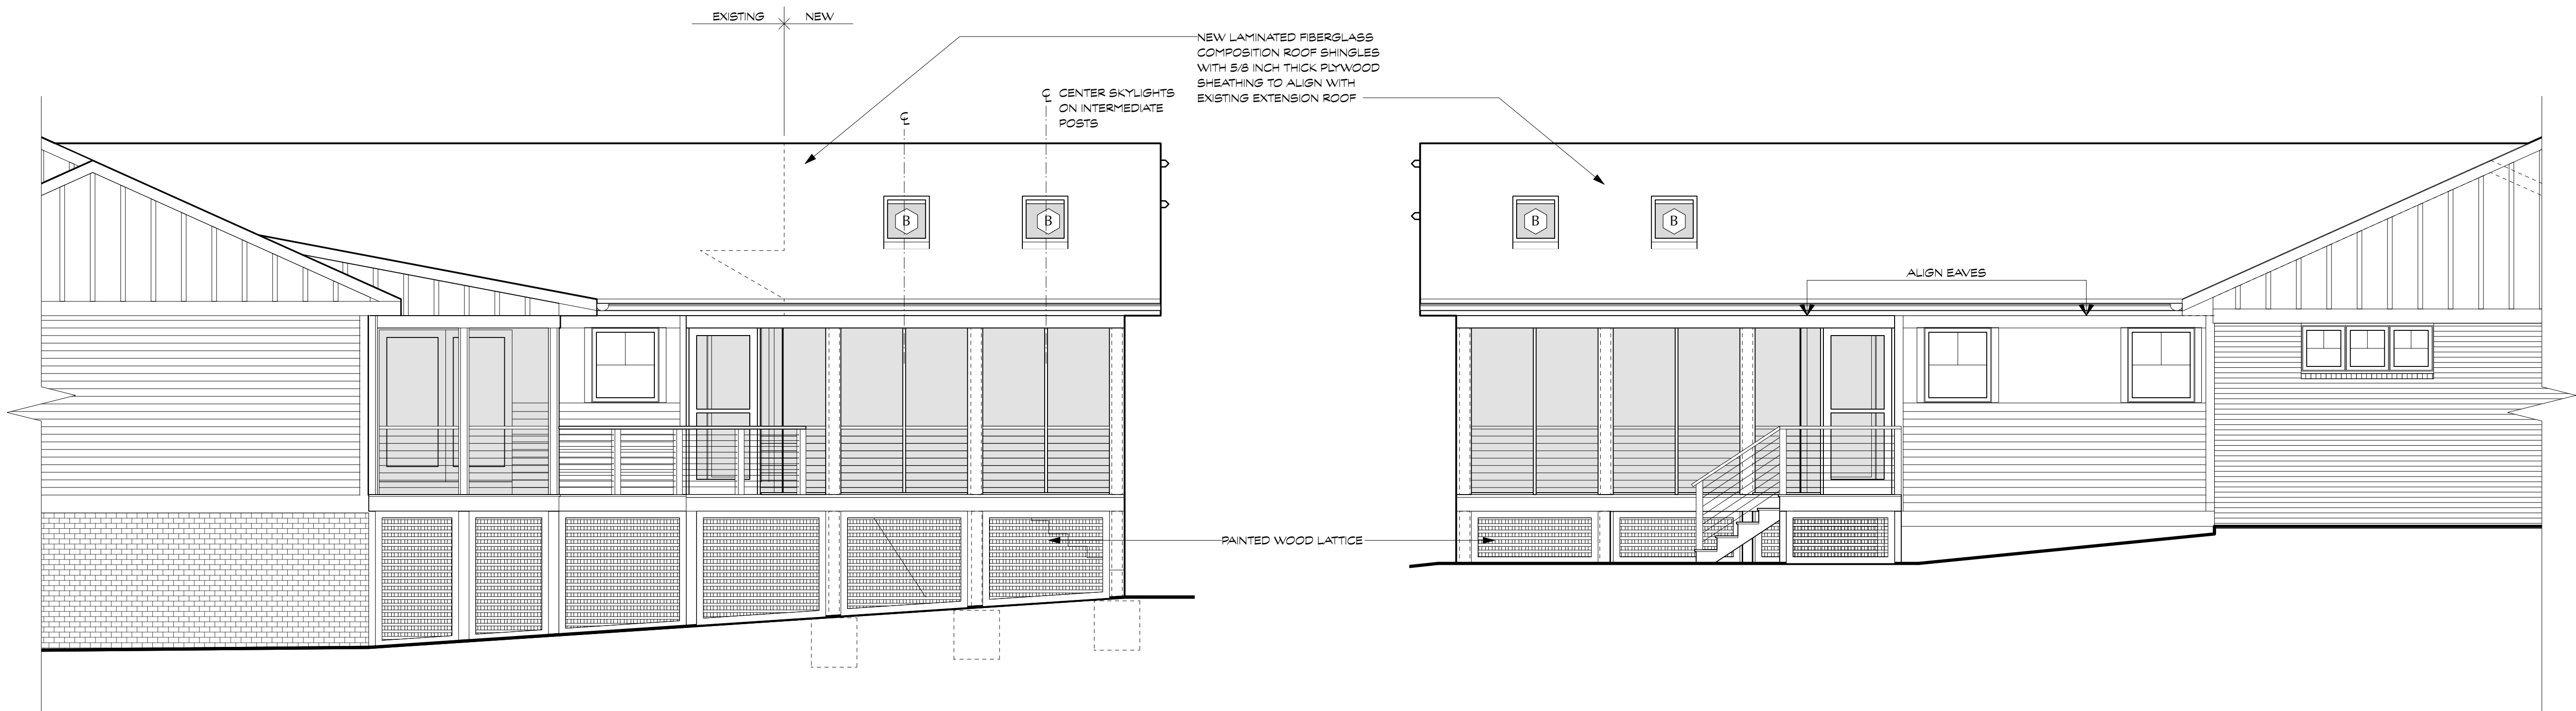 EXISTING NEW
NEW LAMINATED FIBERGLASS
COMPOSITION ROOF SHINGLES
WITH 5/8 INCH THICK PLYWOOD
SHEATHING TO ALIGN WITH
EXISTING EXTENSION ROOF
℄ CENTER SKYLIGHTS
ON INTERMEDIATE
POSTS
℄
B B B B
ALIGN EAVES
PAINTED WOOD LATTICE